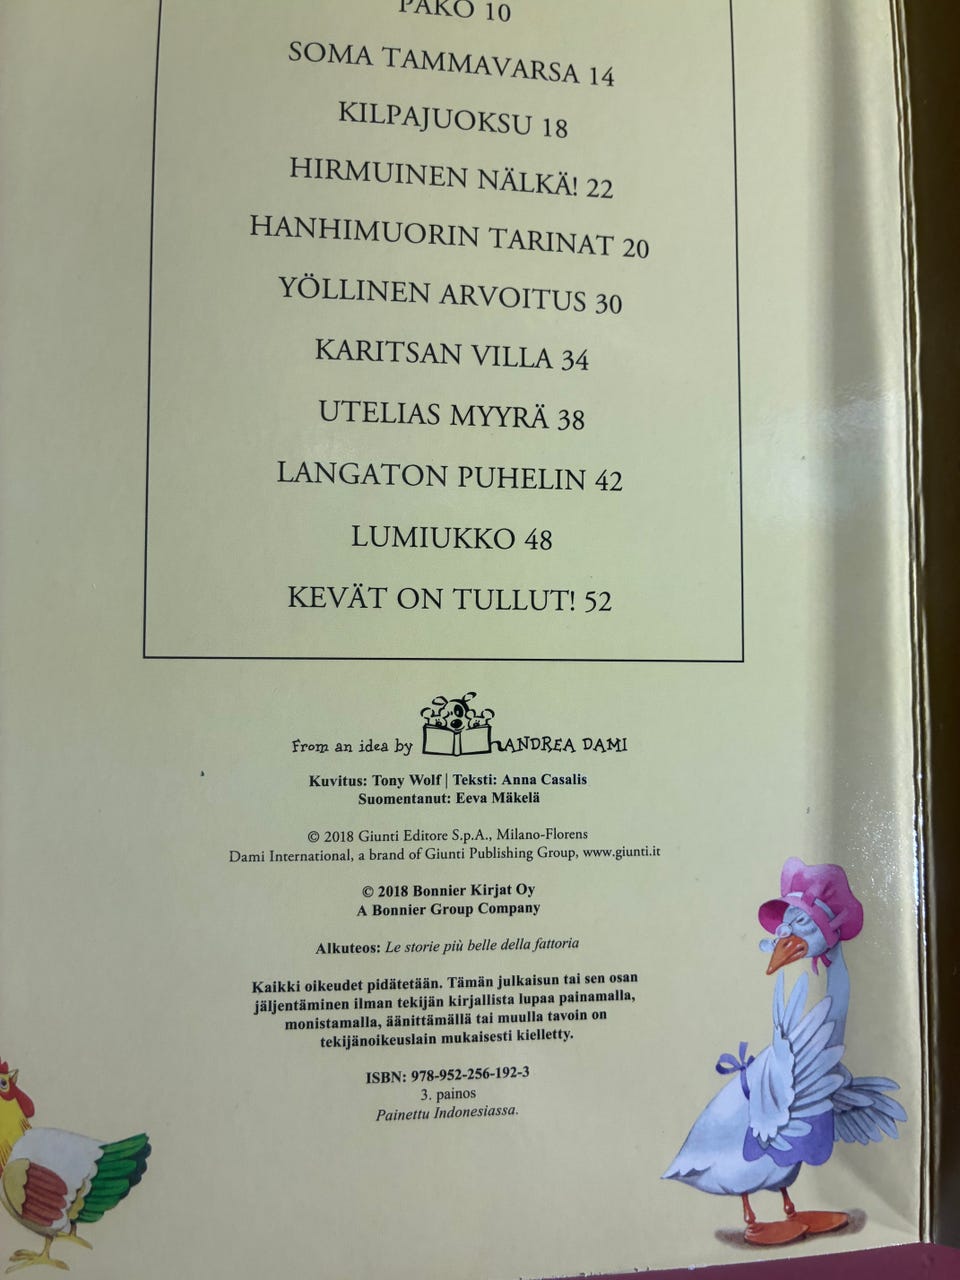 PAKO 10
SOMA TAMMAVARSA 14
KILPAJUOKSU 18
HIRMUINEN NÄLKÄ! 22
HANHIMUORIN TARINAT 20
YÖLLINEN ARVOITUS 30
KARITSAN VILLA 34
UTELIAS MYYRÄ 38
LANGATON PUHELIN 42
LUMIUKKO 48
KEVÄT ON TULLUT! 52
From an idea by ANDREA DAMI
Kuvitus: Tony Wolf | Teksti: Anna Casalis
Suomentanut: Eeva Mäkelä
© 2018 Giunti Editore S.p.A., Milano-Florens
Dami International, a brand of Giunti Publishing Group, www.giunti.it
© 2018 Bonnier Kirjat Oy
A Bonnier Group Company
Alkuteos: Le storie più belle della fattoria
Kaikki oikeudet pidätetään. Tämän julkaisun tai sen osan
jäljentäminen ilman tekijän kirjallista lupaa painamalla,
monistamalla, äänittämällä tai muulla tavoin on
tekijänoikeuslain mukaisesti kielletty.
ISBN: 978-952-256-192-3
3. painos
Painettu Indonesiassa.